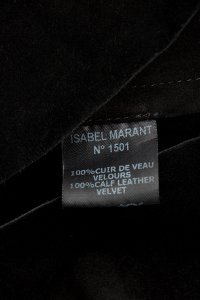 ISABEL MARANT
N° 1501
100%CUIR DE VEAU
VELOURS
100%CALF LEATHER
VELVET